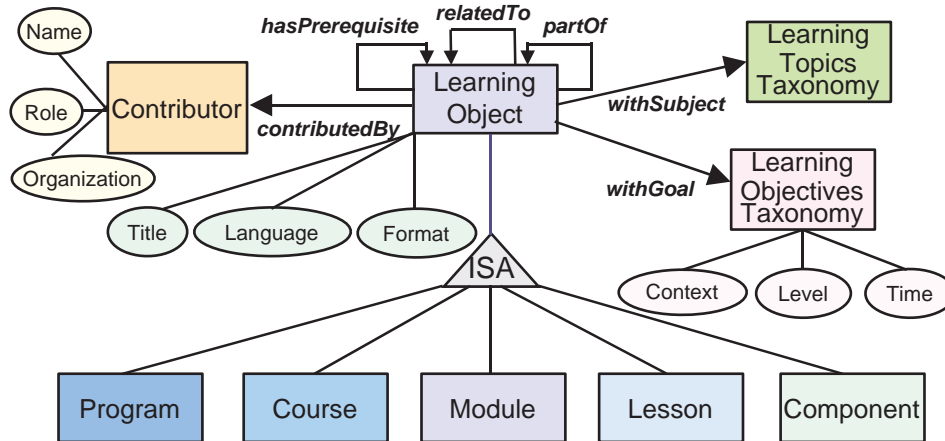 relatedTo
hasPrerequisite
partOf
Name
Learning
Object
Learning
Topics
Taxonomy
Contributor
Role
contributedBy
withSubject
Organization
Learning
Objectives
Taxonomy
withGoal
Title
Language
Format
ISA
Context
Level
Time
Program
Course
Module
Lesson
Component